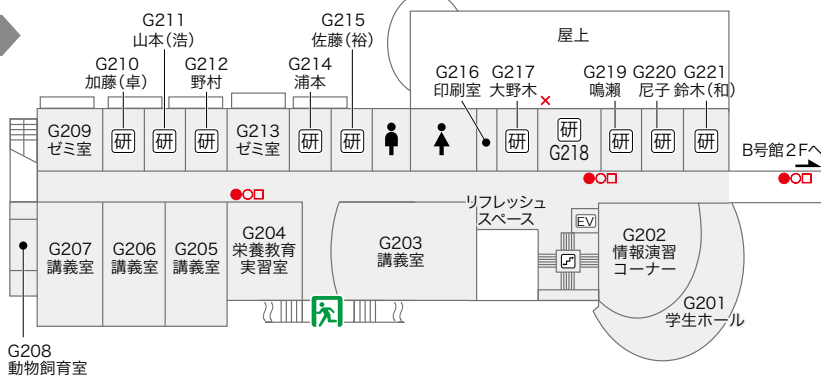 G211
山本(浩)
G215
佐藤(裕)
屋上
G210
加藤(卓)
G212
野村
G214
浦本
G216
印刷室
G217
大野木
G219
鳴瀬
G220
尼子
G221
鈴木(和)
G209
ゼミ室
研
研
研
G213
ゼミ室
研
研
研
研
G218
研
研
研
B号館2Fへ
リフレッシュ
スペース
EV
G207
講義室
G206
講義室
G205
講義室
G204
栄養教育
実習室
G203
講義室
G202
情報演習
コーナー
G201
学生ホール
G208
動物飼育室